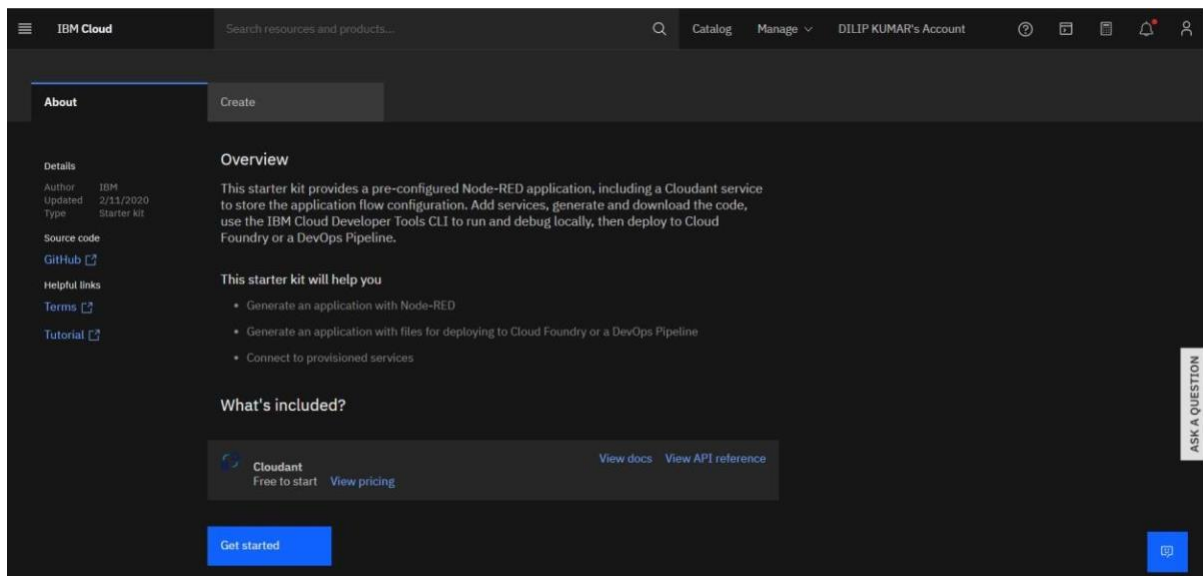 IBM Cloud
Search resources and products...
Catalog
Manage
DILIP KUMAR's Account
About
Create
Details
Author IBM
Updated 2/11/2020
Type Starter kit
Source code
GitHub
Helpful links
Terms
Tutorial
Overview
This starter kit provides a pre-configured Node-RED application, including a Cloudant service
to store the application flow configuration. Add services, generate and download the code,
use the IBM Cloud Developer Tools CLI to run and debug locally, then deploy to Cloud
Foundry or a DevOps Pipeline.
This starter kit will help you
• Generate an application with Node-RED
• Generate an application with files for deploying to Cloud Foundry or a DevOps Pipeline
• Connect to provisioned services
What's included?
Cloudant
Free to start View pricing
View docs View API reference
Get started
ASK A QUESTION